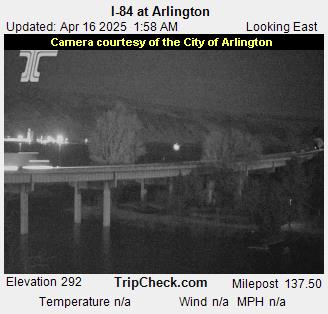 I-84 at Arlington
Updated: Apr 16 2025 1:58 AM Looking East
Camera courtesy of the City of Arlington
Elevation 292 TripCheck.com Milepost 137.50
Temperature n/a Wind n/a MPH n/a